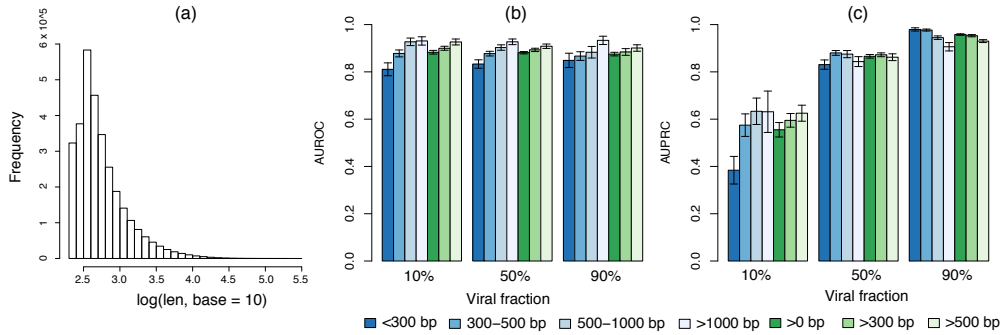 (a)
6 x 10^5
5
4
3
2
1
0
Frequency
2.5 3.0 3.5 4.0 4.5 5.0 5.5
log(len, base = 10)
(b)
1.0
0.8
0.6
0.4
0.2
0.0
AUROC
10% 50% 90%
Viral fraction
(c)
1.0
0.8
0.6
0.4
0.2
0.0
AUPRC
10% 50% 90%
Viral fraction
<300 bp 300−500 bp 500−1000 bp >1000 bp >0 bp >300 bp >500 bp